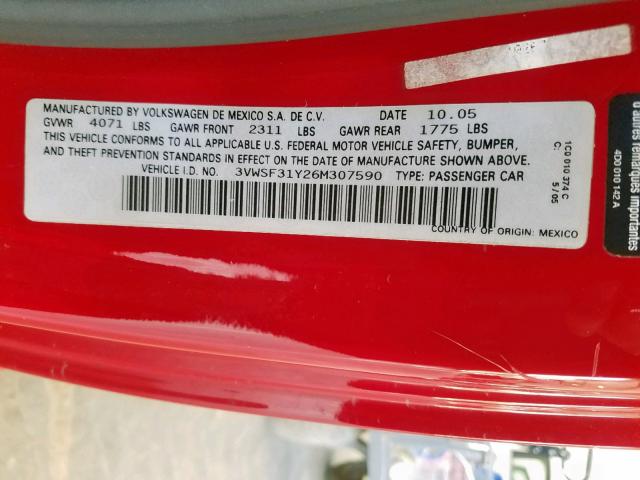 MANUFACTURED BY VOLKSWAGEN DE MEXICO S.A. DE C.V. DATE 10.05
GVWR 4071 LBS GAWR FRONT 2311 LBS GAWR REAR 1775 LBS
THIS VEHICLE CONFORMS TO ALL APPLICABLE U.S. FEDERAL MOTOR VEHICLE SAFETY, BUMPER,
AND THEFT PREVENTION STANDARDS IN EFFECT ON THE DATE OF MANUFACTURE SHOWN ABOVE.
VEHICLE I.D. NO. 3VWSF31Y26M307590 TYPE: PASSENGER CAR
COUNTRY OF ORIGIN: MEXICO
1C0 010 374 C
C. 5/05
4D0 010 142 A
d'autres remarques importantes